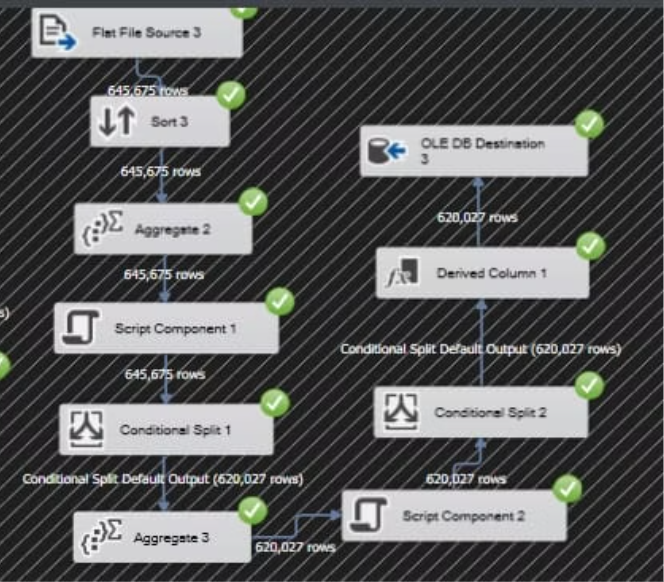 Flat File Source 3
645,675 rows
Sort 3
645,675 rows
Aggregate 2
645,675 rows
Script Component 1
645,675 rows
Conditional Split 1
Conditional Split Default Output (620,027 rows)
Aggregate 3
620,027 rows
Script Component 2
620,027 rows
Conditional Split 2
Conditional Split Default Output (620,027 rows)
Derived Column 1
620,027 rows
OLE DB Destination
3
s)